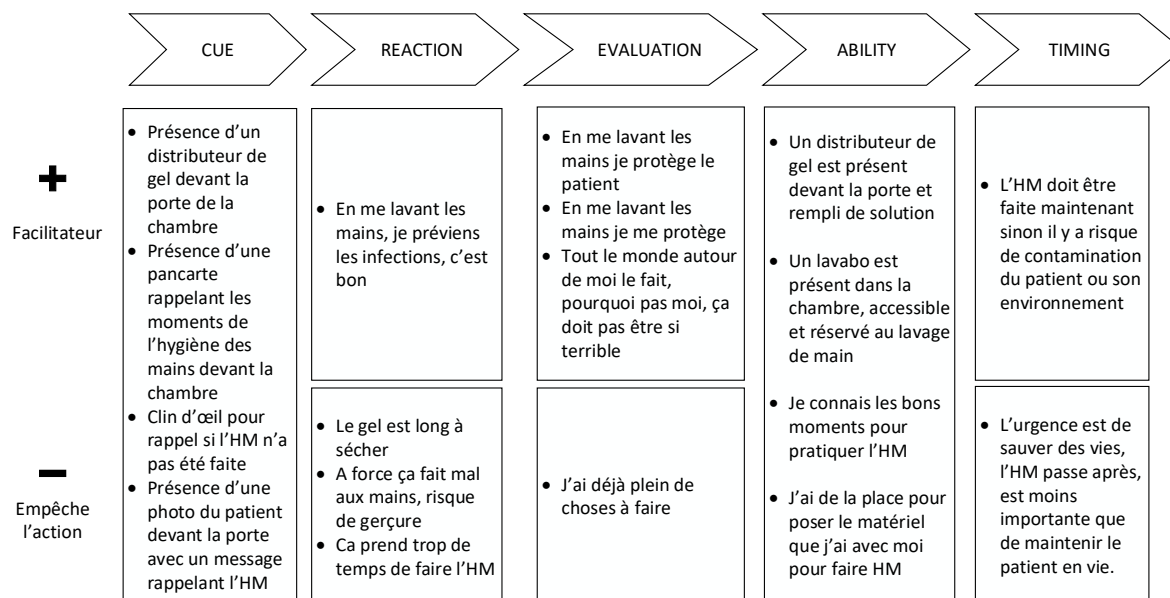 CUE
REACTION
EVALUATION
ABILITY
TIMING
+
Facilitateur
−
Empêche
l’action
• Présence d’un
distributeur de
gel devant la
porte de la
chambre
• Présence d’une
pancarte
rappelant les
moments de
l’hygiène des
mains devant la
chambre
• Clin d’œil pour
rappel si l’HM n’a
pas été faite
• Présence d’une
photo du patient
devant la porte
avec un message
rappelant l’HM
• En me lavant les
mains, je préviens
les infections, c’est
bon
• Le gel est long à
sécher
• A force ça fait mal
aux mains, risque
de gerçure
• Ca prend trop de
temps de faire l’HM
• En me lavant les
mains je protège le
patient
• En me lavant les
mains je me protège
• Tout le monde autour
de moi le fait,
pourquoi pas moi, ça
doit pas être si
terrible
• J’ai déjà plein de
choses à faire
• Un distributeur de
gel est présent
devant la porte et
rempli de solution
• Un lavabo est
présent dans la
chambre, accessible
et réservé au lavage
de main
• Je connais les bons
moments pour
pratiquer l’HM
• J’ai de la place pour
poser le matériel
que j’ai avec moi
pour faire HM
• L’HM doit être
faite maintenant
sinon il y a risque
de contamination
du patient ou son
environnement
• L’urgence est de
sauver des vies,
l’HM passe après,
est moins
importante que
de maintenir le
patient en vie.